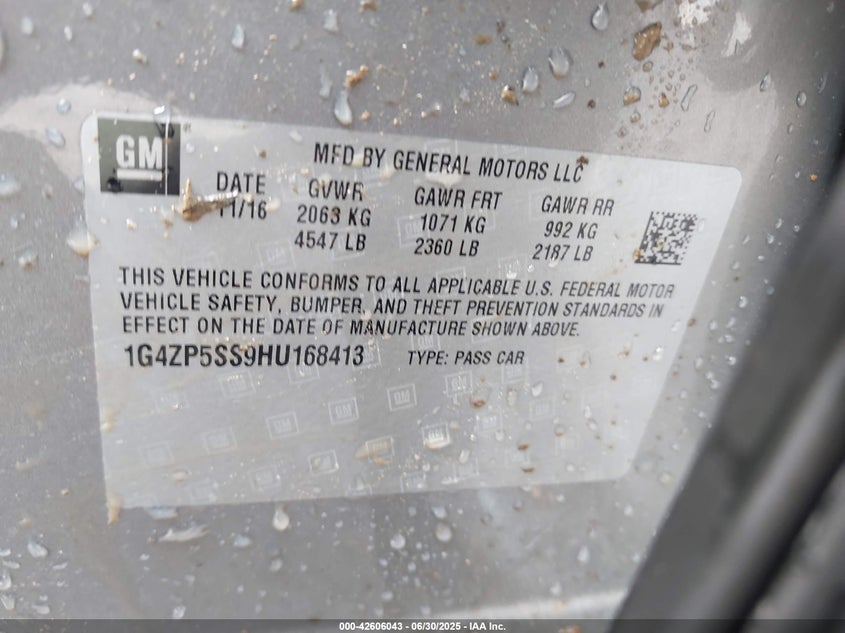 GM
MFD BY GENERAL MOTORS LLC
DATE GVWR GAWR FRT GAWR RR
11/16 2063 KG 1071 KG 992 KG
4547 LB 2360 LB 2187 LB
THIS VEHICLE CONFORMS TO ALL APPLICABLE U.S. FEDERAL MOTOR
VEHICLE SAFETY, BUMPER, AND THEFT PREVENTION STANDARDS IN
EFFECT ON THE DATE OF MANUFACTURE SHOWN ABOVE.
1G4ZP5SS9HU168413 TYPE: PASS CAR
000-42606043 - 06/30/2025 - IAA Inc.